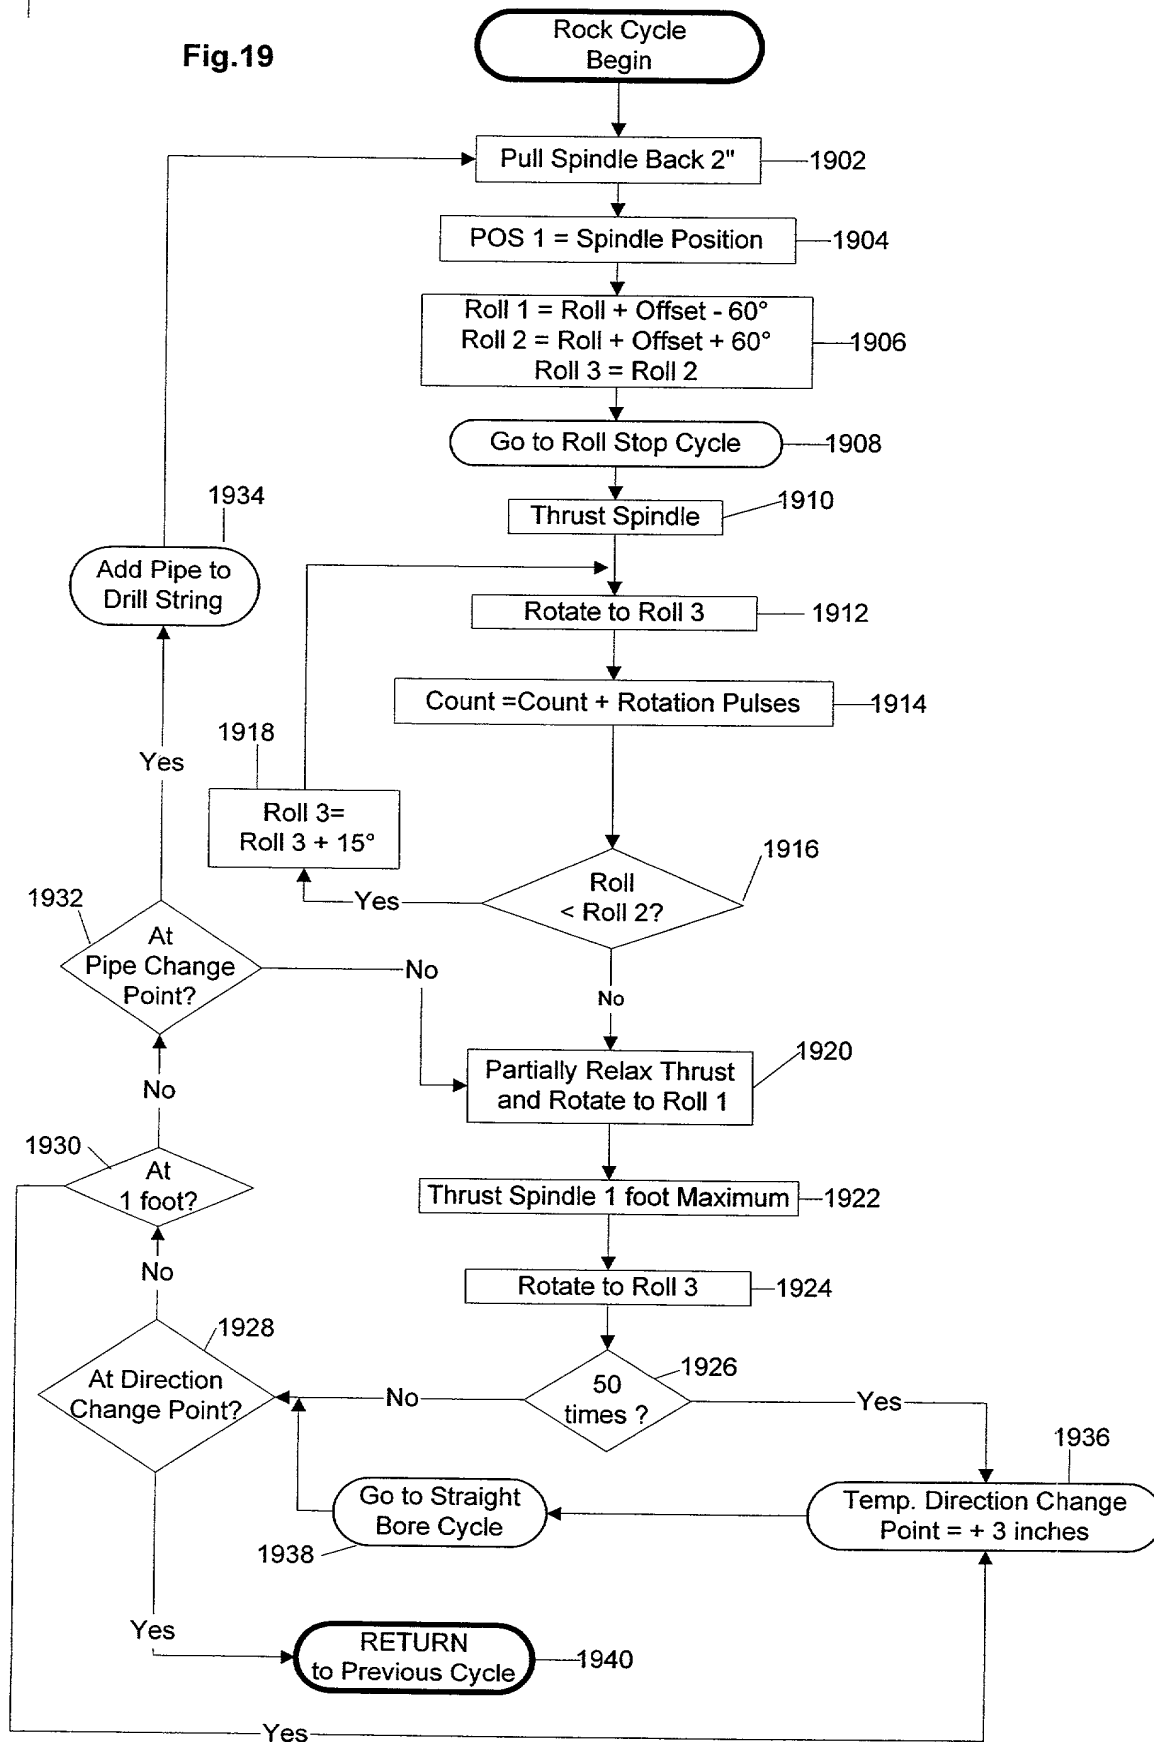 Fig.19
Rock Cycle
Begin
Pull Spindle Back 2"
1902
POS 1 = Spindle Position
1904
Roll 1 = Roll + Offset - 60°
Roll 2 = Roll + Offset + 60°
Roll 3 = Roll 2
1906
Go to Roll Stop Cycle
1908
Thrust Spindle
1910
1934
Add Pipe to
Drill String
Rotate to Roll 3
1912
Count =Count + Rotation Pulses
1914
Yes
1918
Roll 3=
Roll 3 + 15°
1916
Roll
< Roll 2?
Yes
1932
At
Pipe Change
Point?
No
No
1920
Partially Relax Thrust
and Rotate to Roll 1
No
1930
At
1 foot?
Thrust Spindle 1 foot Maximum
1922
No
Rotate to Roll 3
1924
1928
At Direction
Change Point?
No
1926
50
times ?
Yes
1936
Temp. Direction Change
Point = + 3 inches
Go to Straight
Bore Cycle
1938
Yes
RETURN
to Previous Cycle
1940
Yes